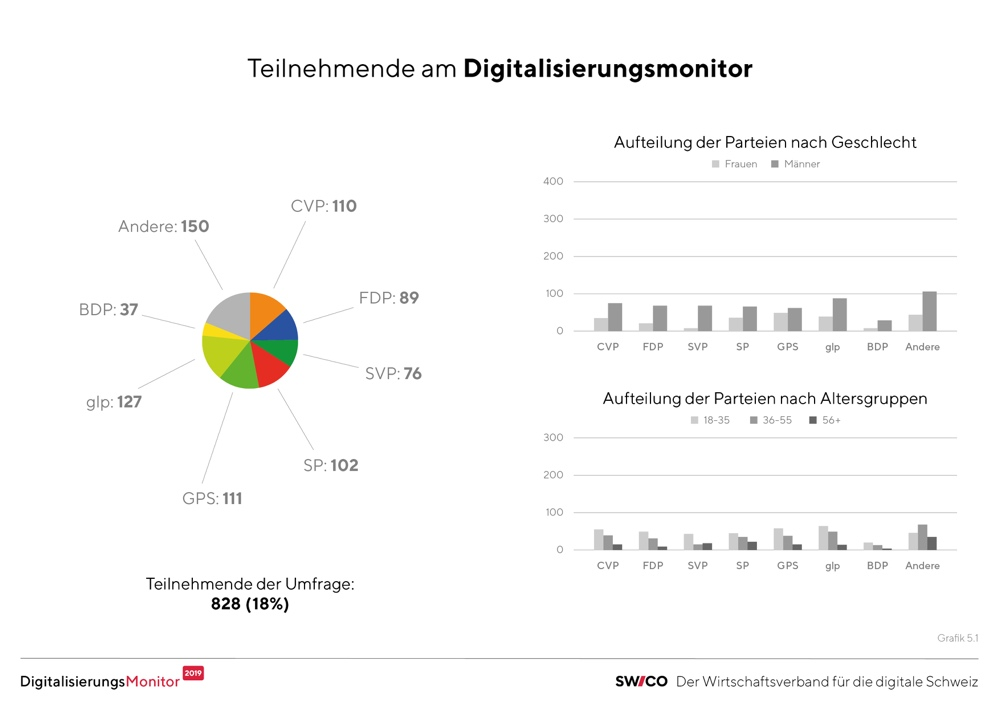 Teilnehmende am Digitalisierungsmonitor
Andere: 150
CVP: 110
BDP: 37
FDP: 89
glp: 127
SVP: 76
SP: 102
GPS: 111
Teilnehmende der Umfrage:
828 (18%)
Aufteilung der Parteien nach Geschlecht
Frauen Männer
400
300
200
100
0
CVP FDP SVP SP GPS glp BDP Andere
Aufteilung der Parteien nach Altersgruppen
18-35 36-55 56+
300
200
100
0
CVP FDP SVP SP GPS glp BDP Andere
Grafik 5.1
DigitalisierungsMonitor 2019
SWICO Der Wirtschaftsverband für die digitale Schweiz